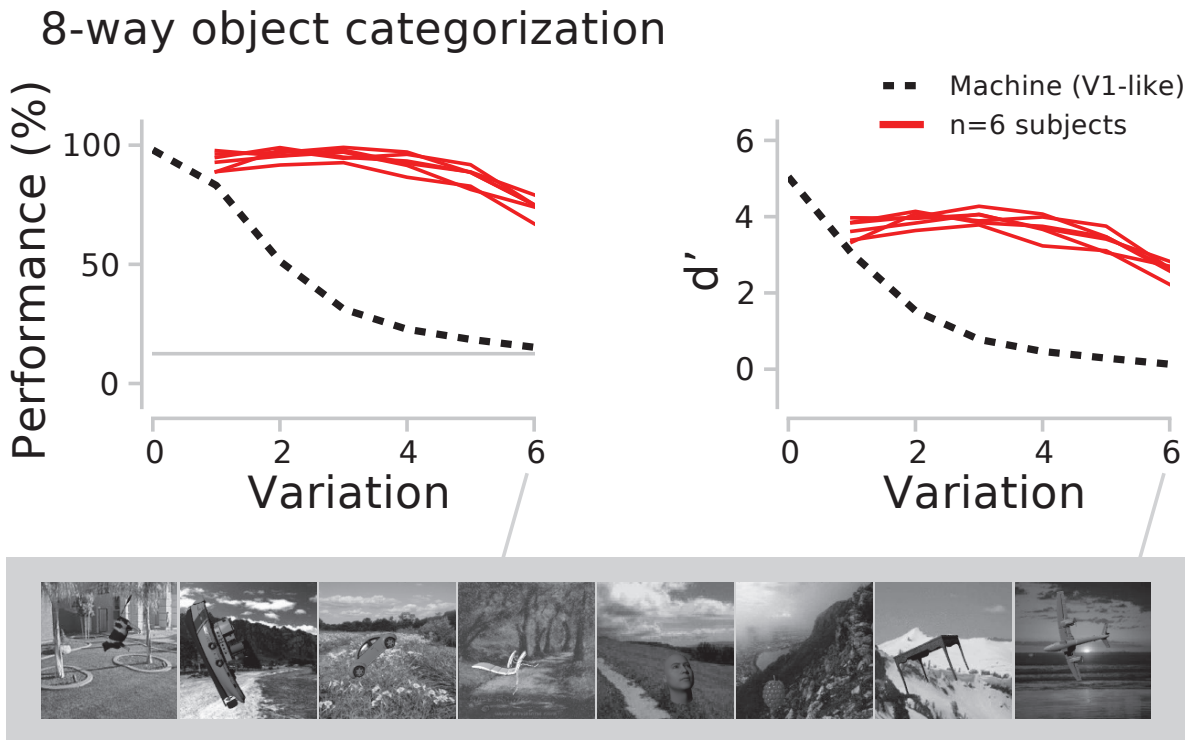 8-way object categorization
Machine (V1-like)
n=6 subjects
Performance (%)
100
50
0
0 2 4 6
Variation
d’
6
4
2
0
0 2 4 6
Variation